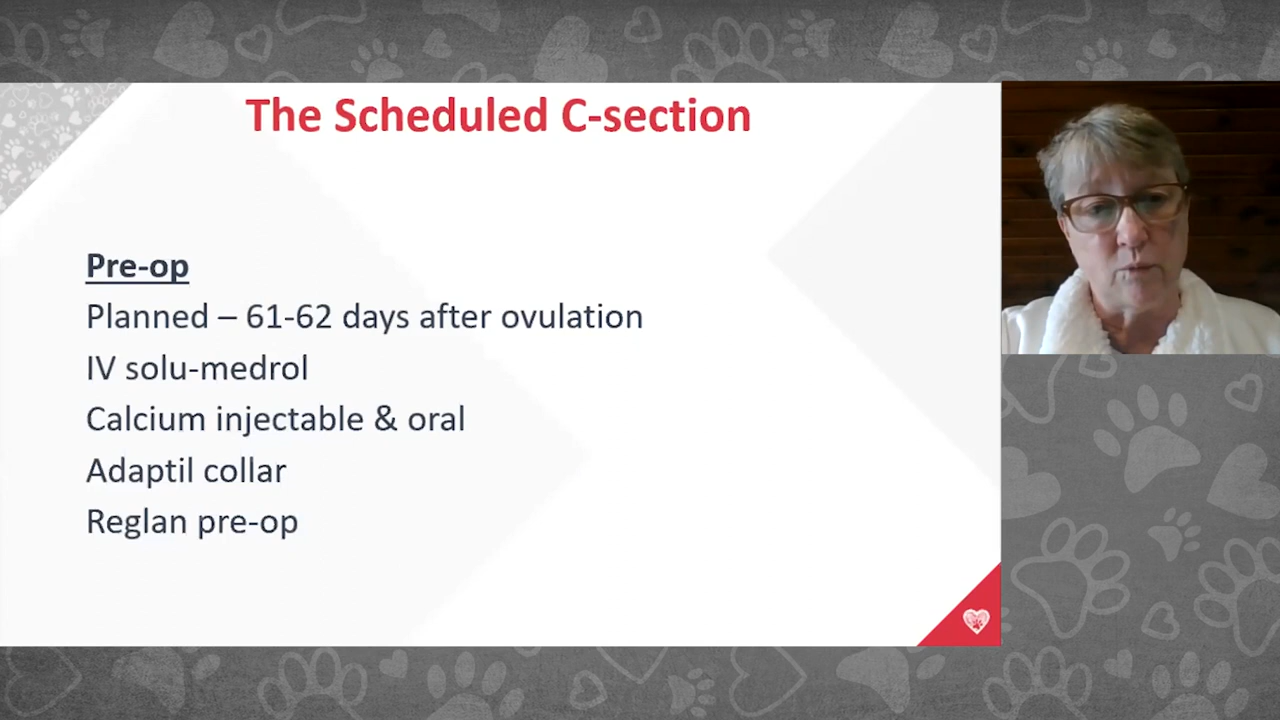 The Scheduled C-section
Pre-op
Planned – 61-62 days after ovulation
IV solu-medrol
Calcium injectable & oral
Adaptil collar
Reglan pre-op